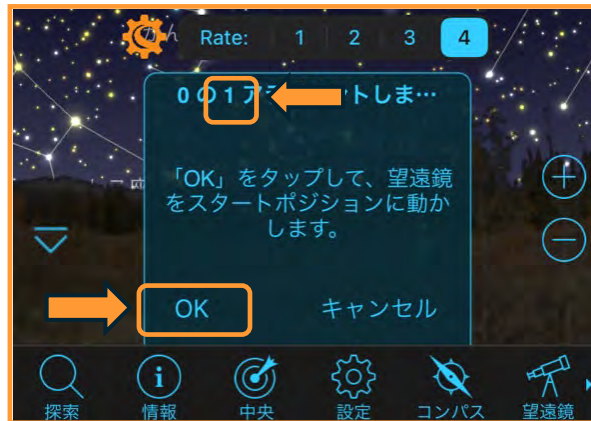 Rate: 1 2 3 4
0の1ア ントしま…
「OK」をタップして、望遠鏡
をスタートポジションに動か
します。
OK キャンセル
探索 情報 中央 設定 コンパス 望遠鏡